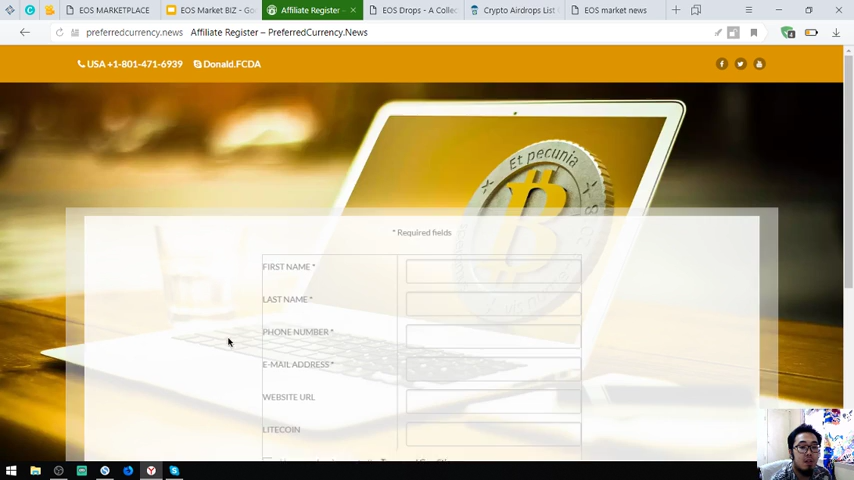 EOS MARKETPLACE
EOS Market BIZ - Go
Affiliate Register –
EOS Drops - A Collec
Crypto Airdrops List
EOS market news
preferredcurrency.news Affiliate Register – PreferredCurrency.News
USA +1-801-471-6939 Donald.FCDA
Et pecunia
* Required fields
FIRST NAME *
LAST NAME *
PHONE NUMBER *
E-MAIL ADDRESS *
WEBSITE URL
LITECOIN